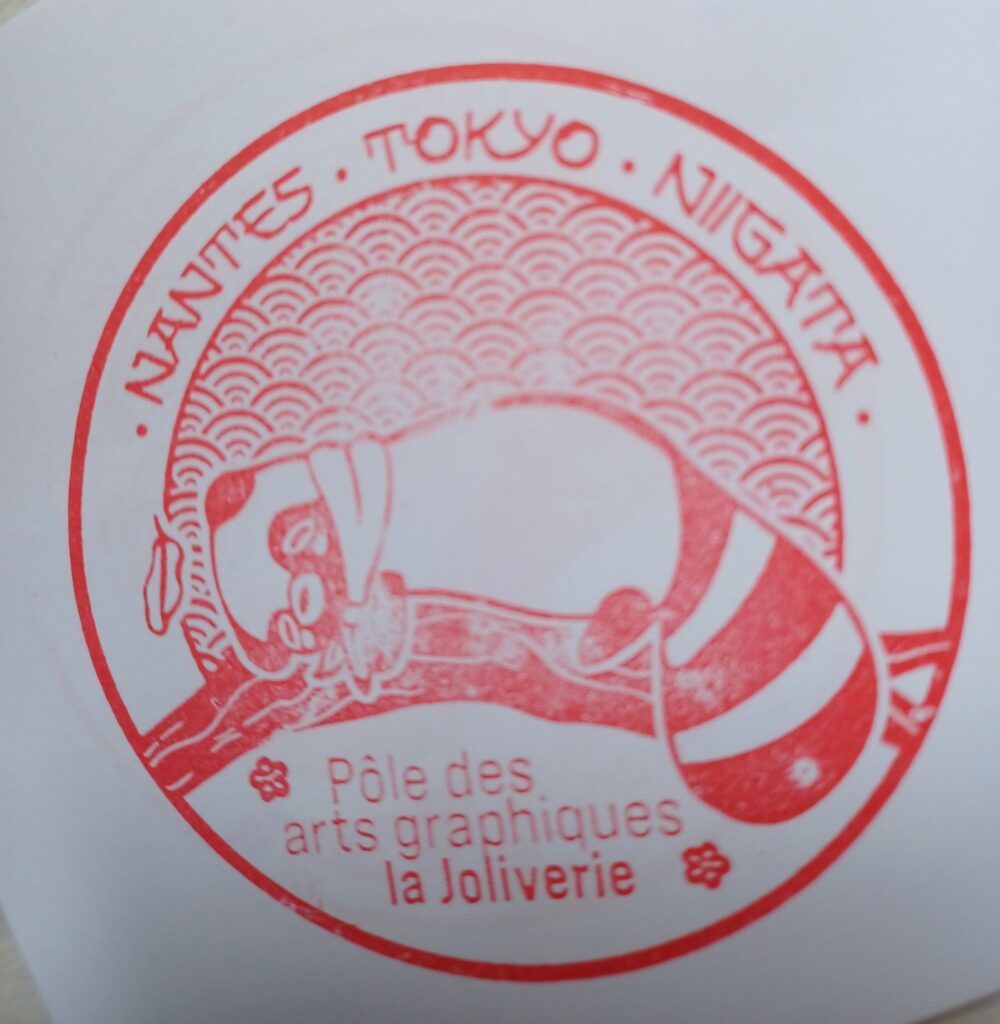 · NANTES · TOKYO · NIIGATA ·
Pôle des
arts graphiques
la Joliverie